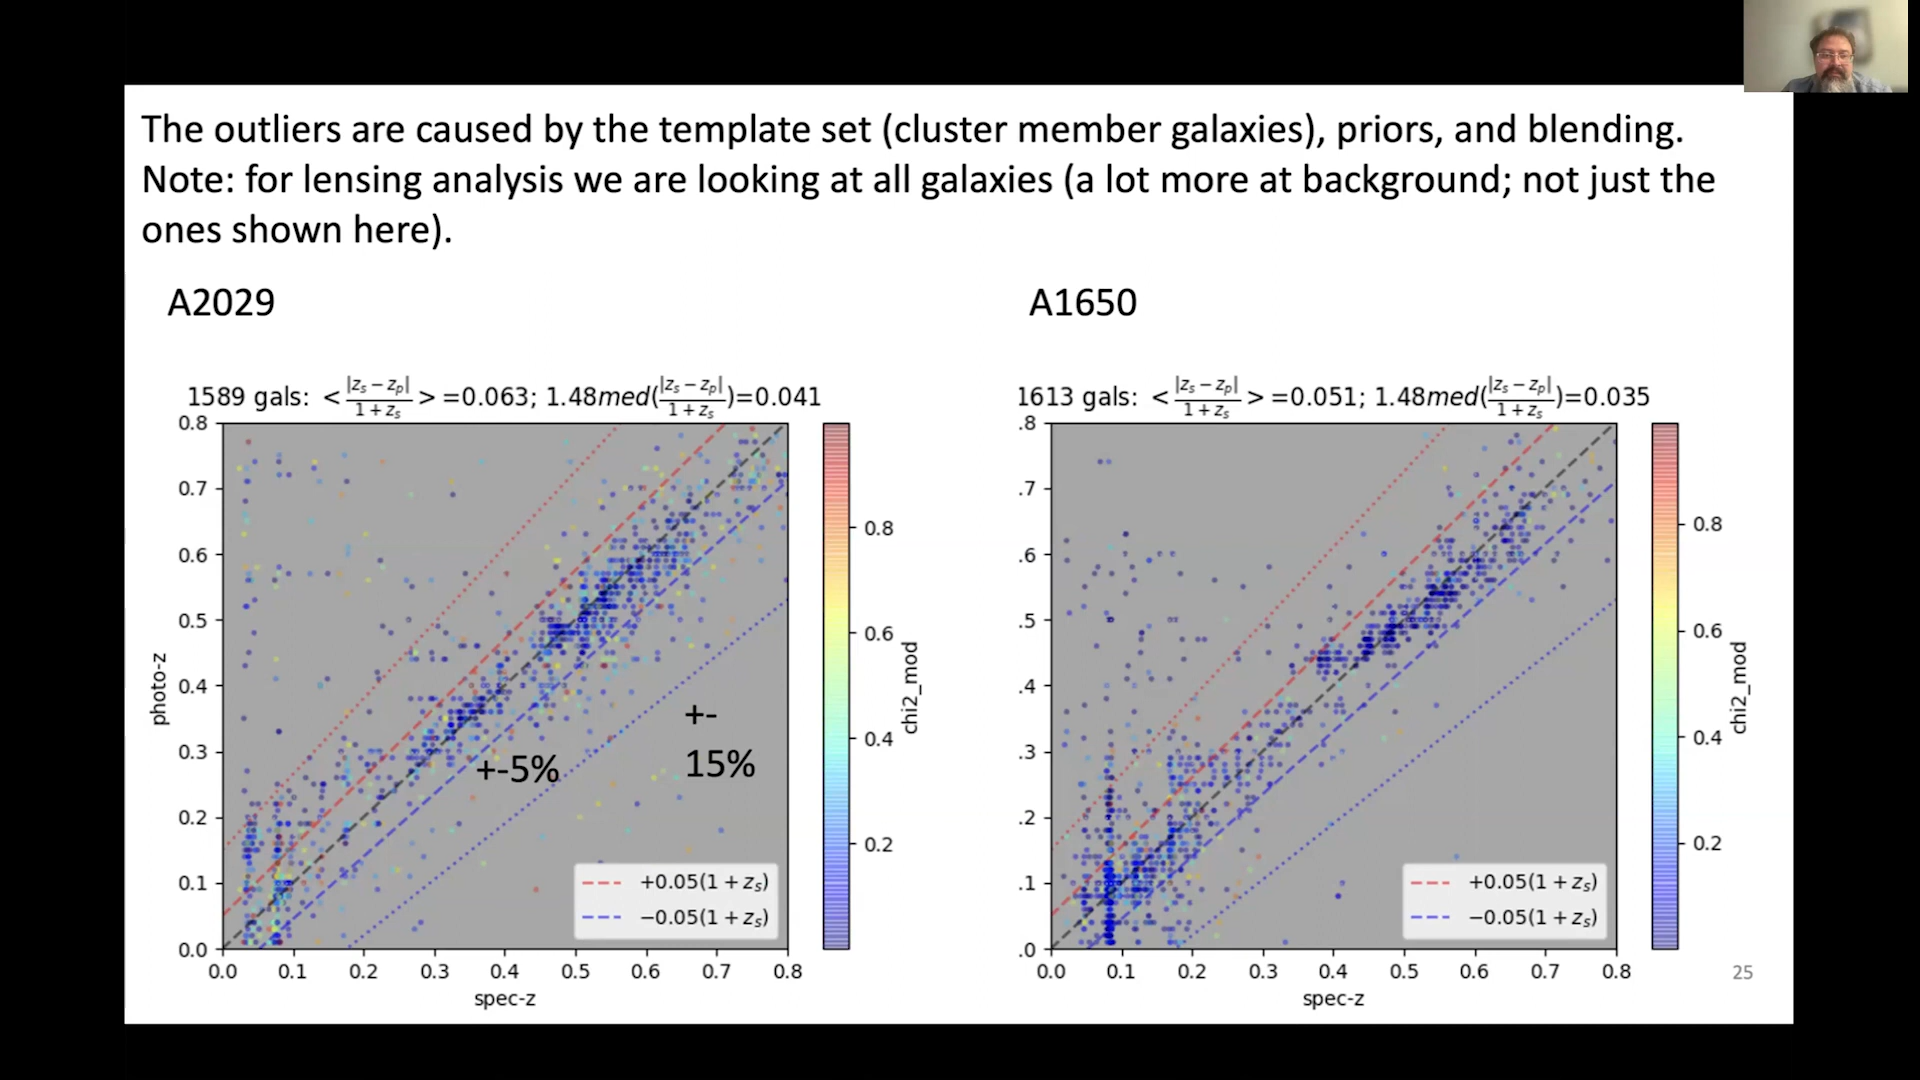 The outliers are caused by the template set (cluster member galaxies), priors, and blending.
Note: for lensing analysis we are looking at all galaxies (a lot more at background; not just the
ones shown here).
A2029
A1650
1589 gals: < |z_s − z_p| / 1 + z_s > =0.063; 1.48med(|z_s − z_p| / 1 + z_s)=0.041
0.8
0.7
0.6
0.5
0.4
0.3
0.2
0.1
0.0
photo-z
0.0 0.1 0.2 0.3 0.4 0.5 0.6 0.7 0.8
spec-z
+-5%
+-
15%
+0.05(1 + z_s)
−0.05(1 + z_s)
0.8
0.6
0.4
0.2
chi2_mod
1613 gals: < |z_s − z_p| / 1 + z_s > =0.051; 1.48med(|z_s − z_p| / 1 + z_s)=0.035
.8
.7
.6
.5
.4
.3
.2
.1
.0
0.0 0.1 0.2 0.3 0.4 0.5 0.6 0.7 0.8
spec-z
+0.05(1 + z_s)
−0.05(1 + z_s)
0.8
0.6
0.4
0.2
chi2_mod
25